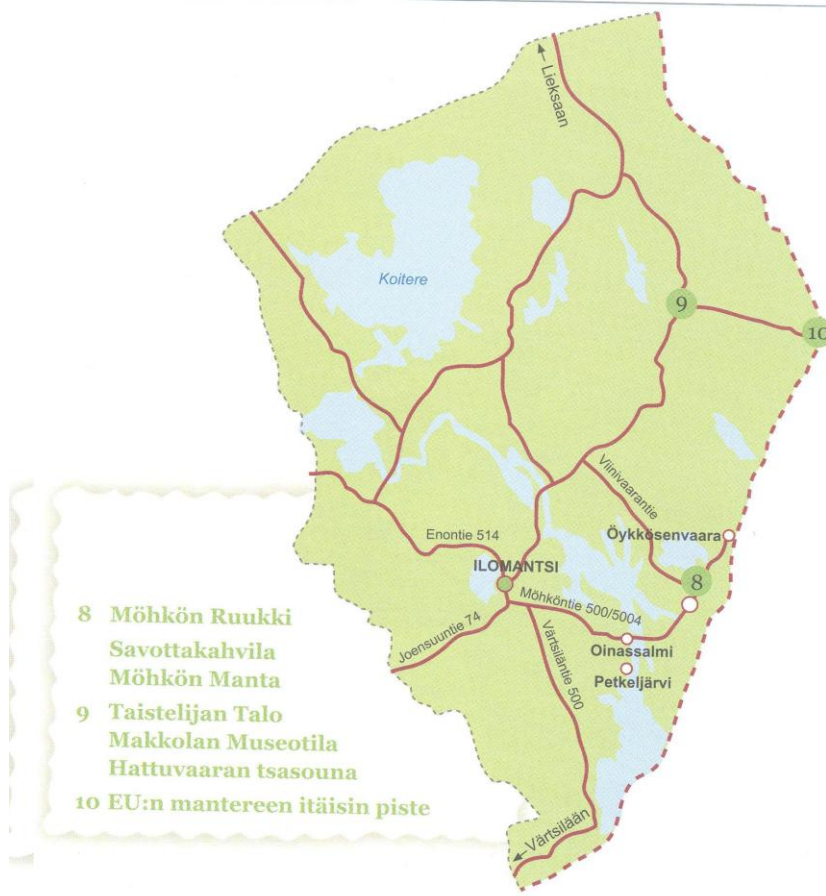 Lieksaan
Koitere
9
10
Viinivaarantie
Öykkösenvaara
Enontie 514
ILOMANTSI
8
Möhköntie 500/5004
Joensuuntie 74
Värtsiläntie 500
Oinassalmi
Petkeljärvi
Värtsilään
8 Möhkön Ruukki
Savottakahvila
Möhkön Manta
9 Taistelijan Talo
Makkolan Museotila
Hattuvaaran tsasouna
10 EU:n mantereen itäisin piste